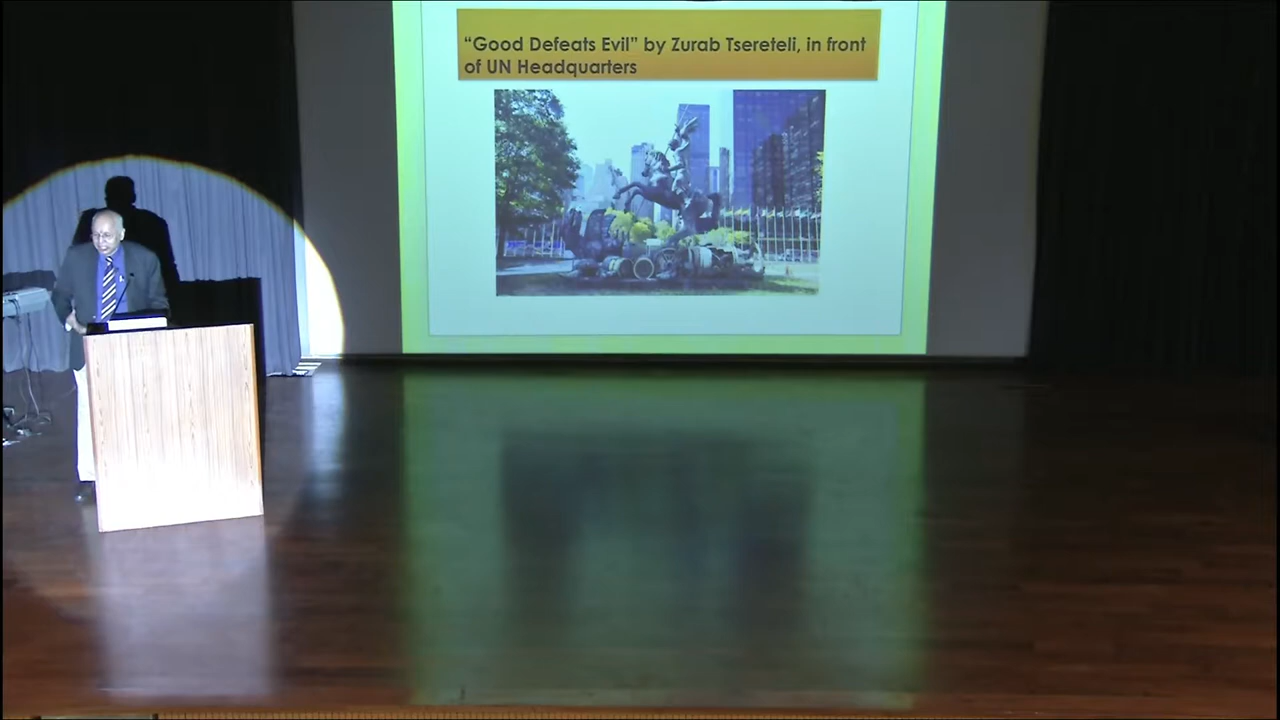 “Good Defeats Evil” by Zurab Tsereteli, in front
of UN Headquarters